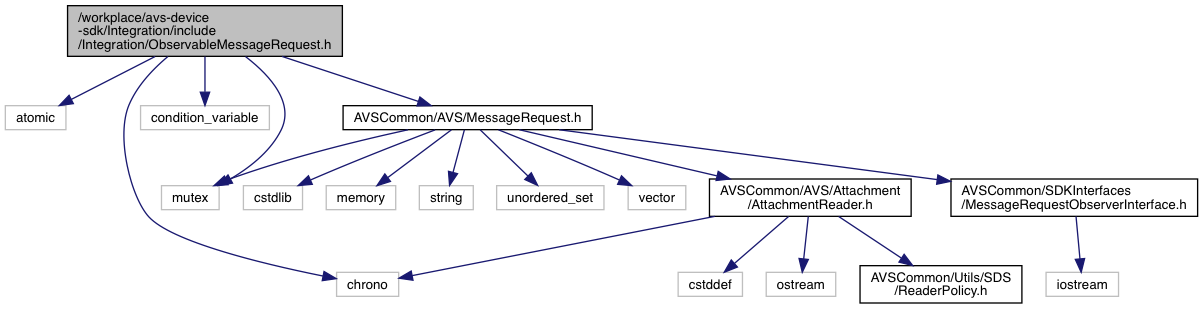 /workplace/avs-device
-sdk/Integration/include
/Integration/ObservableMessageRequest.h
atomic
condition_variable
AVSCommon/AVS/MessageRequest.h
mutex
cstdlib
memory
string
unordered_set
vector
AVSCommon/AVS/Attachment
/AttachmentReader.h
AVSCommon/SDKInterfaces
/MessageRequestObserverInterface.h
chrono
cstddef
ostream
AVSCommon/Utils/SDS
/ReaderPolicy.h
iostream